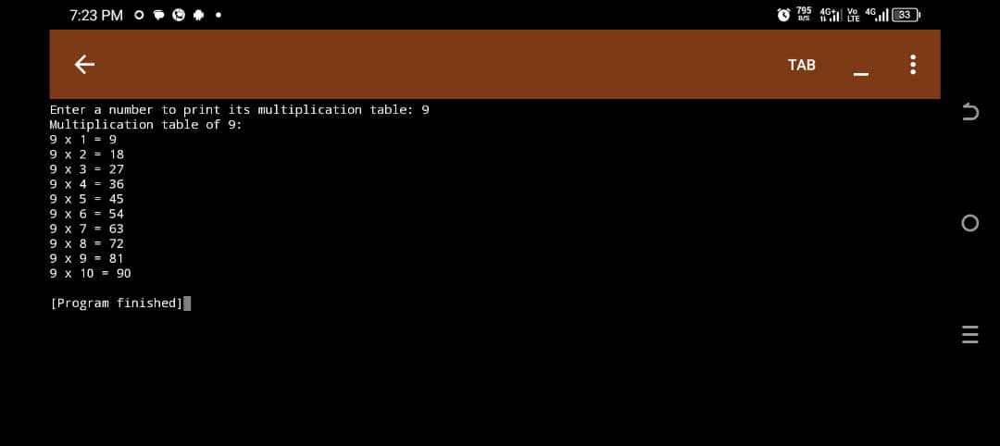 7:23 PM
795 B/S 4G+ Vo LTE 4G 33
TAB
Enter a number to print its multiplication table: 9
Multiplication table of 9:
9 x 1 = 9
9 x 2 = 18
9 x 3 = 27
9 x 4 = 36
9 x 5 = 45
9 x 6 = 54
9 x 7 = 63
9 x 8 = 72
9 x 9 = 81
9 x 10 = 90
[Program finished]